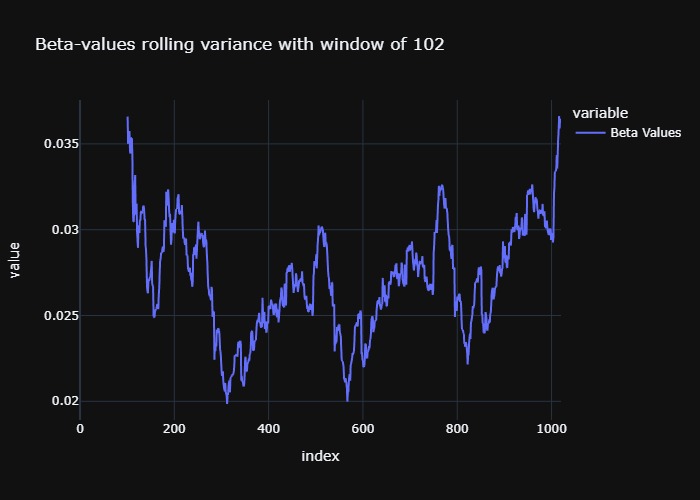 Beta-values rolling variance with window of 102
variable
Beta Values
0.035
0.03
0.025
0.02
value
0
200
400
600
800
1000
index